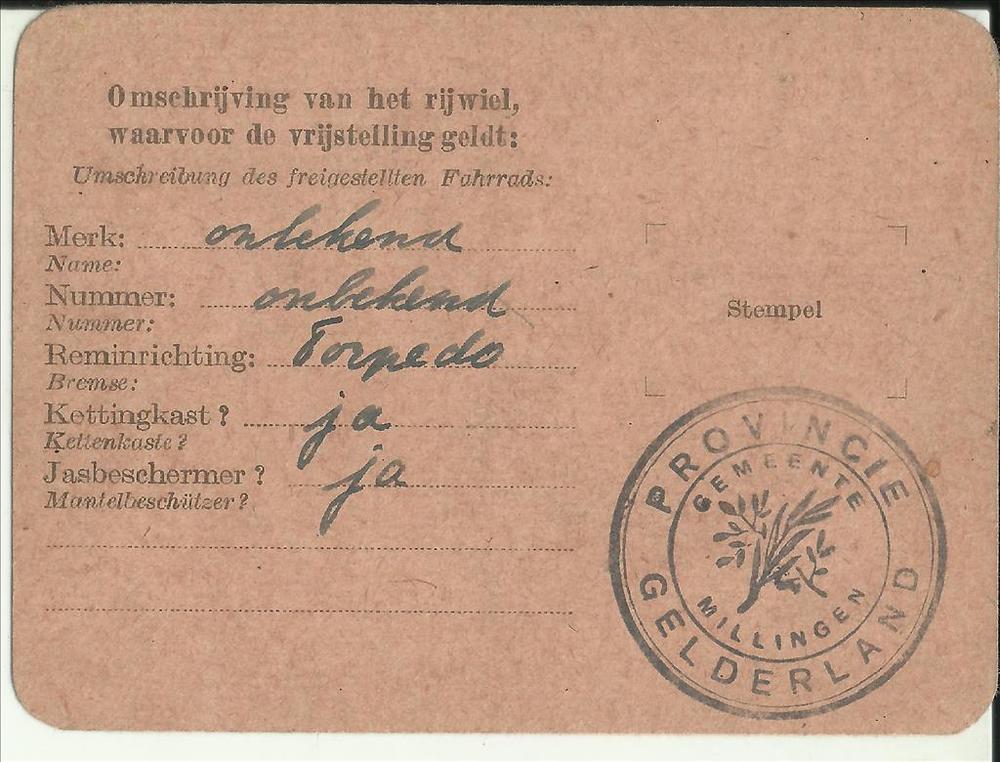 Omschrijving van het rijwiel,
waarvoor de vrijstelling geldt:
Umschreibung des freigestellten Fahrrads:
Merk: onbekend
Name:
Nummer: onbekend
Nummer:
Reminrichting: Torpedo
Bremse:
Kettingkast? ja
Kettenkaste?
Jasbeschermer? ja
Mantelbeschützer?
Stempel
PROVINCIE
GEMEENTE
MILLINGEN
GELDERLAND